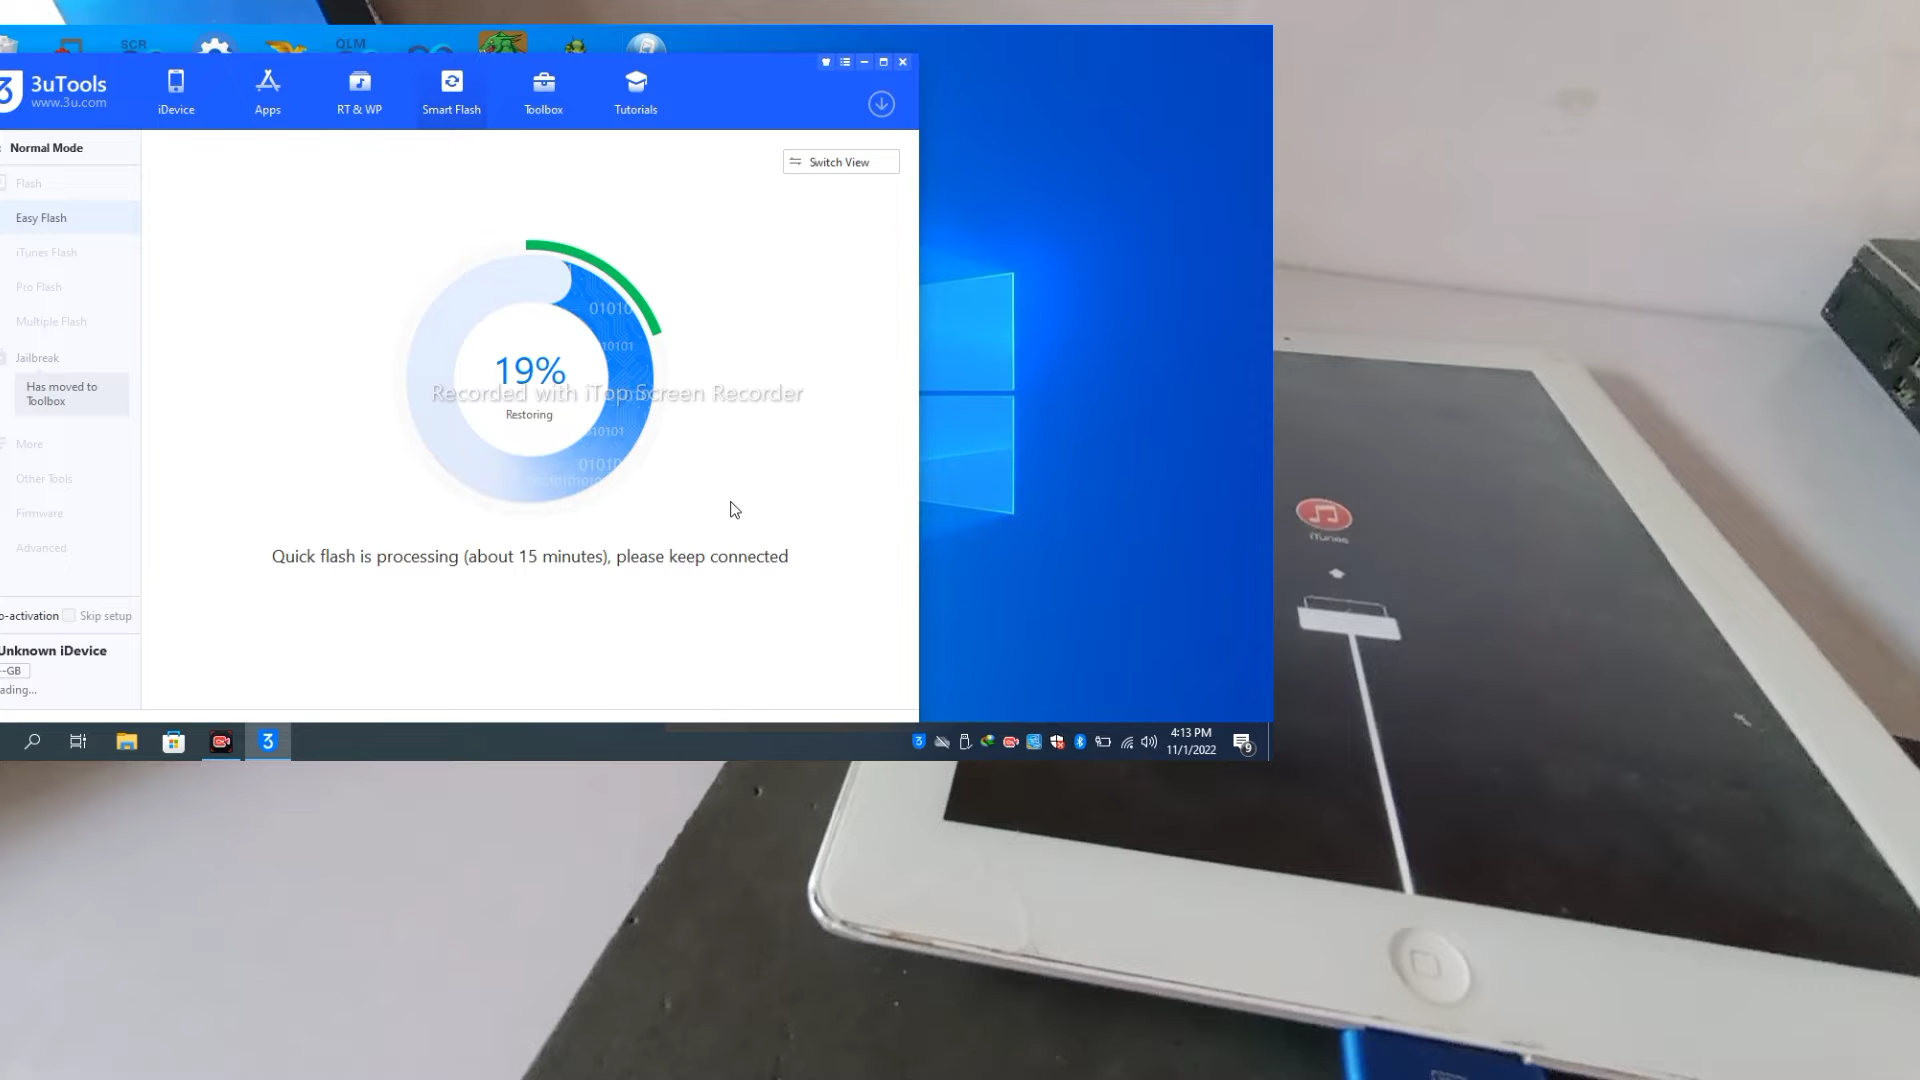 SCR
QLM
3uTools
www.3u.com
iDevice
Apps
RT & WP
Smart Flash
Toolbox
Tutorials
Normal Mode
Switch View
Flash
Easy Flash
iTunes Flash
Pro Flash
Multiple Flash
Jailbreak
Has moved to
Toolbox
More
Other Tools
Firmware
Advanced
01010
10101
19%
Recorded with iTop Screen Recorder
Restoring
10101
01010
Quick flash is processing (about 15 minutes), please keep connected
o-activation Skip setup
Unknown iDevice
--GB
ading...
4:13 PM
11/1/2022
9
iTunes